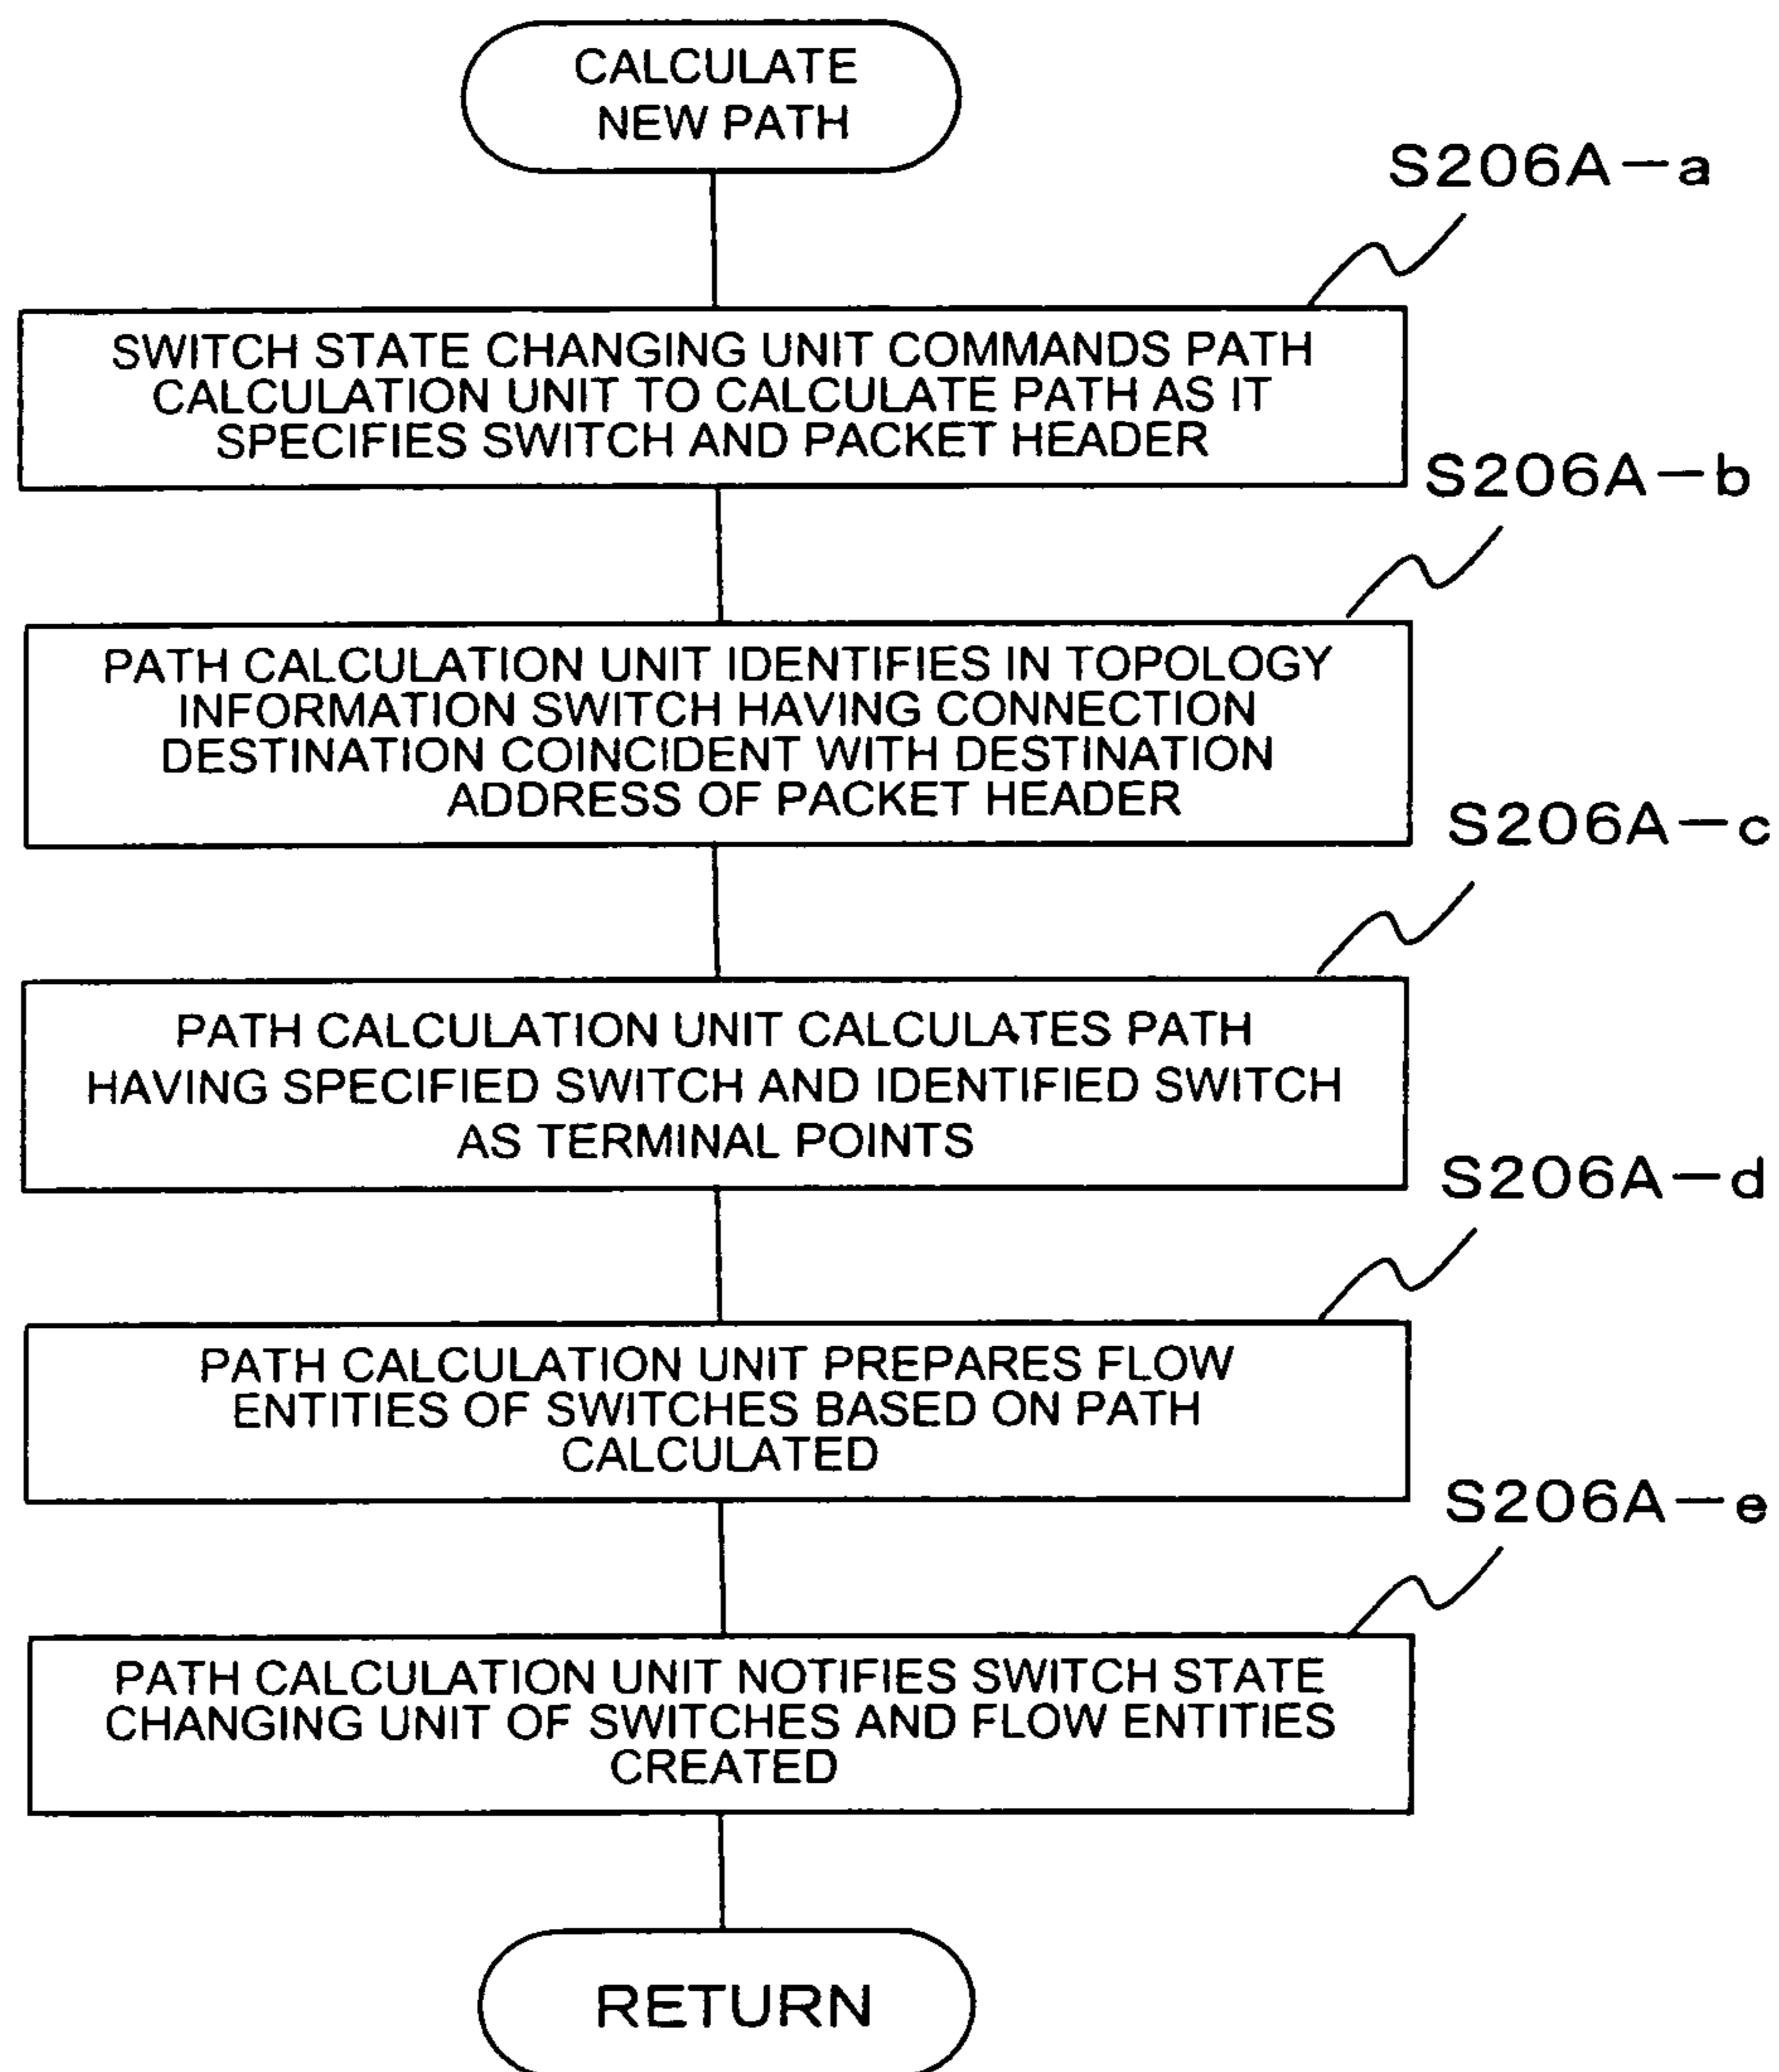 CALCULATE
NEW PATH
S206A-a
SWITCH STATE CHANGING UNIT COMMANDS PATH
CALCULATION UNIT TO CALCULATE PATH AS IT
SPECIFIES SWITCH AND PACKET HEADER
S206A-b
PATH CALCULATION UNIT IDENTIFIES IN TOPOLOGY
INFORMATION SWITCH HAVING CONNECTION
DESTINATION COINCIDENT WITH DESTINATION
ADDRESS OF PACKET HEADER
S206A-c
PATH CALCULATION UNIT CALCULATES PATH
HAVING SPECIFIED SWITCH AND IDENTIFIED SWITCH
AS TERMINAL POINTS
S206A-d
PATH CALCULATION UNIT PREPARES FLOW
ENTITIES OF SWITCHES BASED ON PATH
CALCULATED
S206A-e
PATH CALCULATION UNIT NOTIFIES SWITCH STATE
CHANGING UNIT OF SWITCHES AND FLOW ENTITIES
CREATED
RETURN